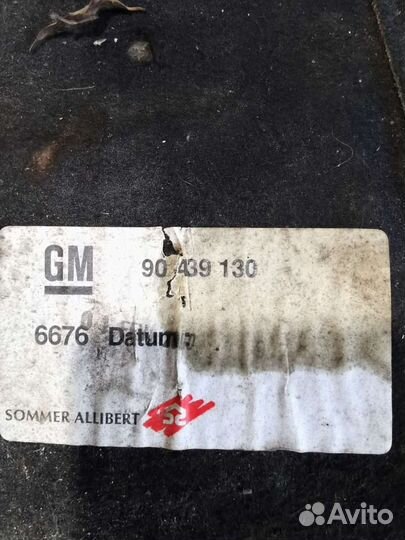 GM 90 439 130
6676 Datum
SOMMER ALLIBERT
Avito